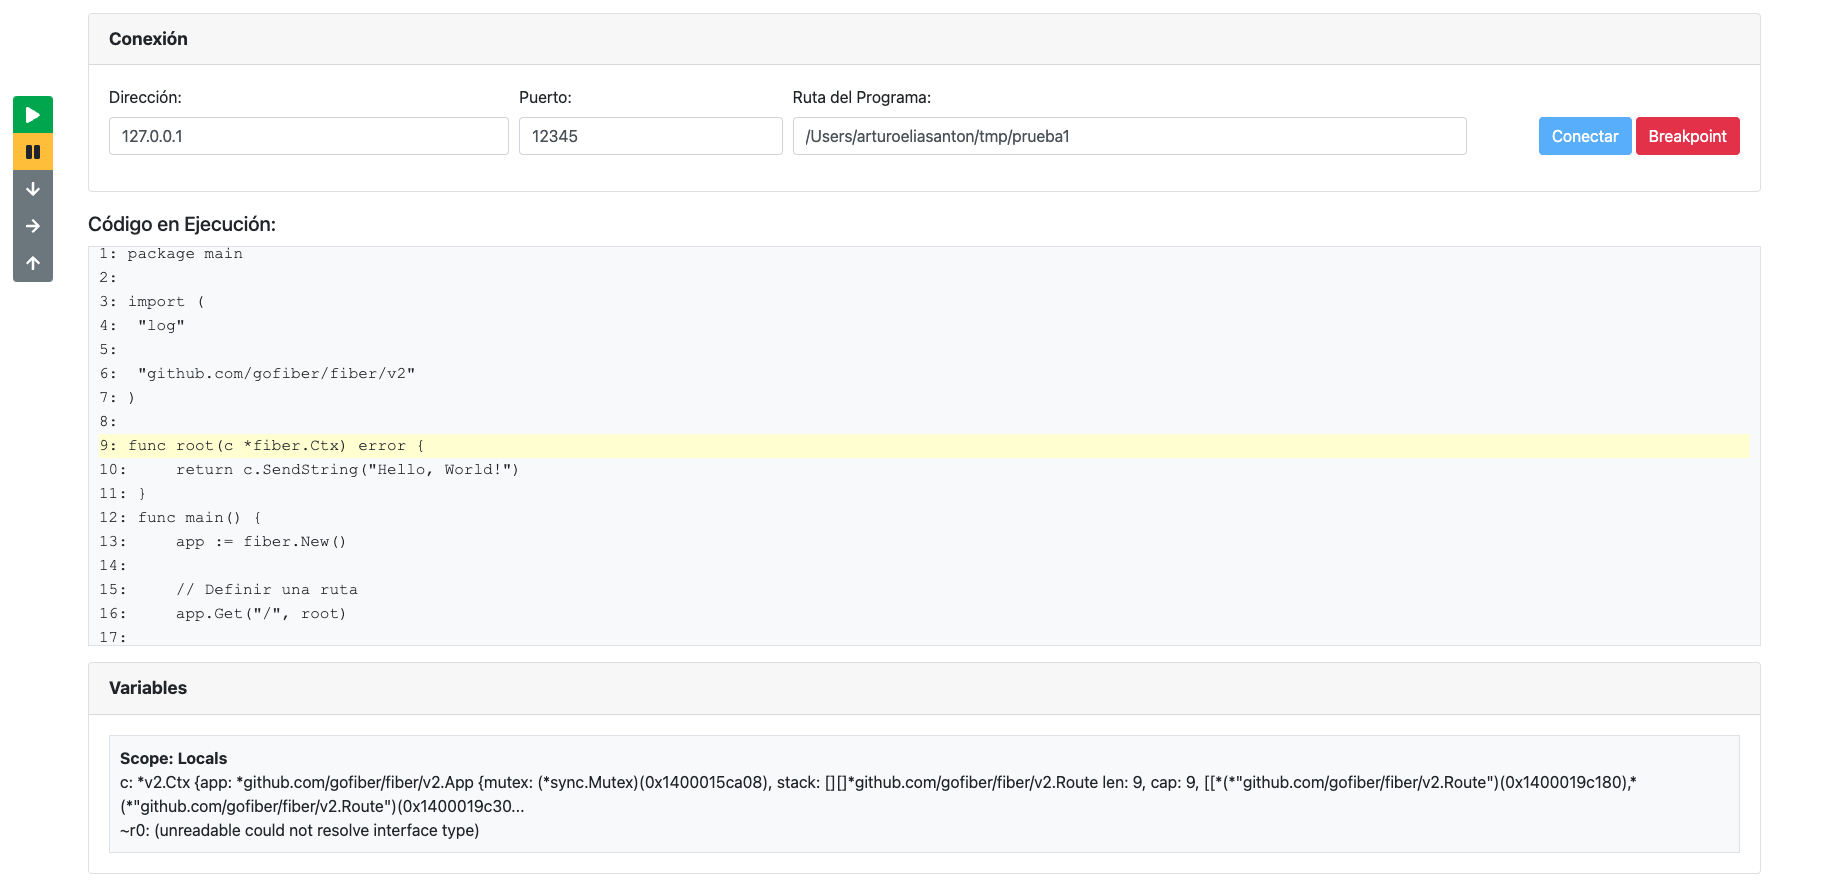 Conexión
Dirección:
Puerto:
Ruta del Programa:
127.0.0.1
12345
/Users/arturoeliasanton/tmp/prueba1
Conectar
Breakpoint
Código en Ejecución:
1: package main
2:
3: import (
4:  "log"
5:
6:  "github.com/gofiber/fiber/v2"
7: )
8:
9: func root(c *fiber.Ctx) error {
10:     return c.SendString("Hello, World!")
11: }
12: func main() {
13:     app := fiber.New()
14:
15:     // Definir una ruta
16:     app.Get("/", root)
17:
Variables
Scope: Locals
c: *v2.Ctx {app: *github.com/gofiber/fiber/v2.App {mutex: (*sync.Mutex)(0x1400015ca08), stack: [][]*github.com/gofiber/fiber/v2.Route len: 9, cap: 9, [[*(*"github.com/gofiber/fiber/v2.Route")(0x1400019c180),*
(*"github.com/gofiber/fiber/v2.Route")(0x1400019c30...
~r0: (unreadable could not resolve interface type)